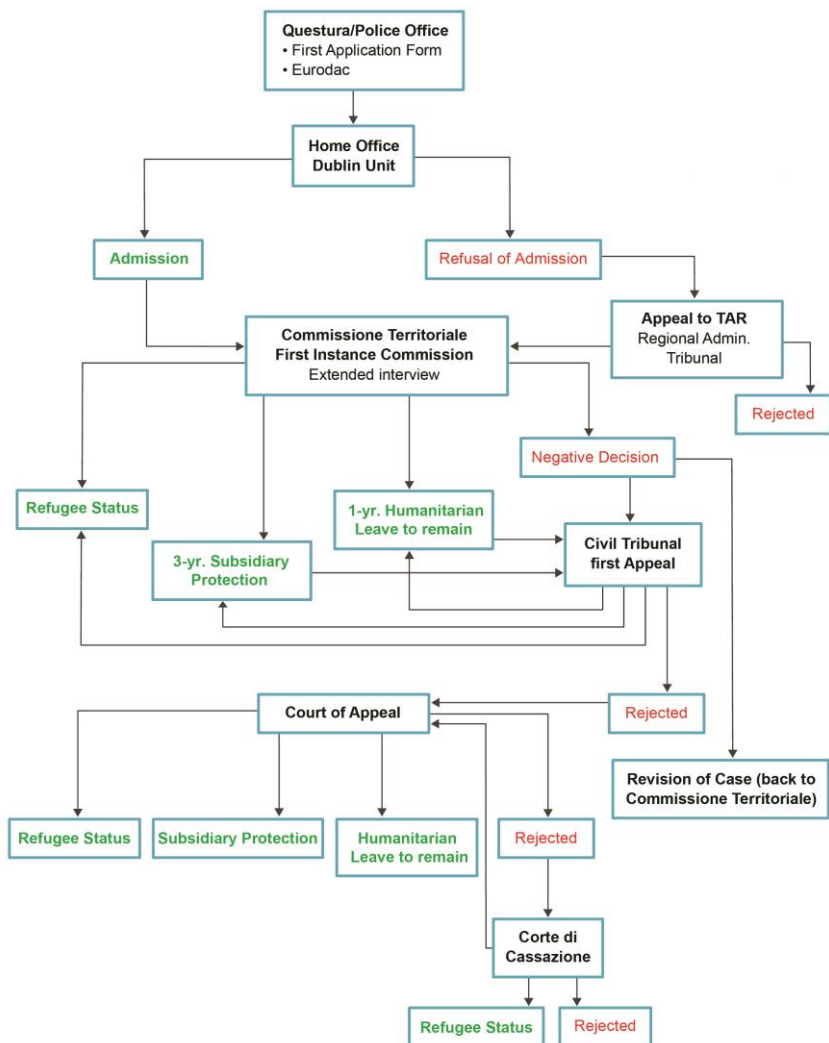 Questura/Police Office
• First Application Form
• Eurodac
Home Office
Dublin Unit
Admission
Refusal of Admission
Commissione Territoriale
First Instance Commission
Extended interview
Appeal to TAR
Regional Admin.
Tribunal
Rejected
Negative Decision
Refugee Status
1-yr. Humanitarian
Leave to remain
3-yr. Subsidiary
Protection
Civil Tribunal
first Appeal
Court of Appeal
Rejected
Revision of Case (back to
Commissione Territoriale)
Refugee Status
Subsidiary Protection
Humanitarian
Leave to remain
Rejected
Corte di
Cassazione
Refugee Status
Rejected